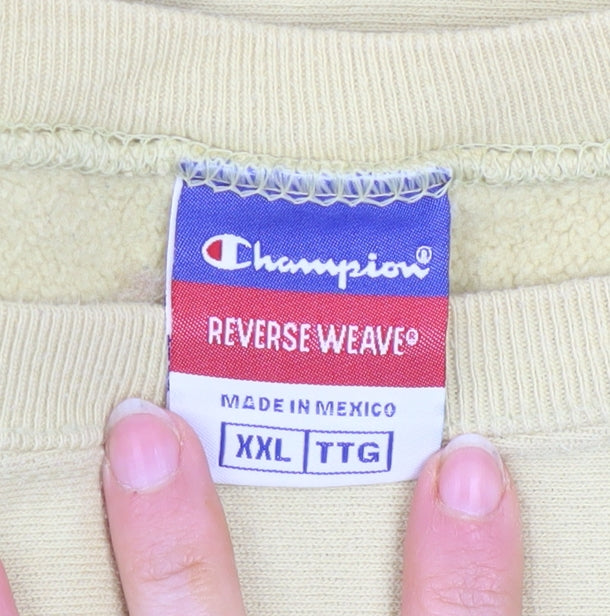 Champion®
REVERSE WEAVE®
MADE IN MEXICO
XXL TTG